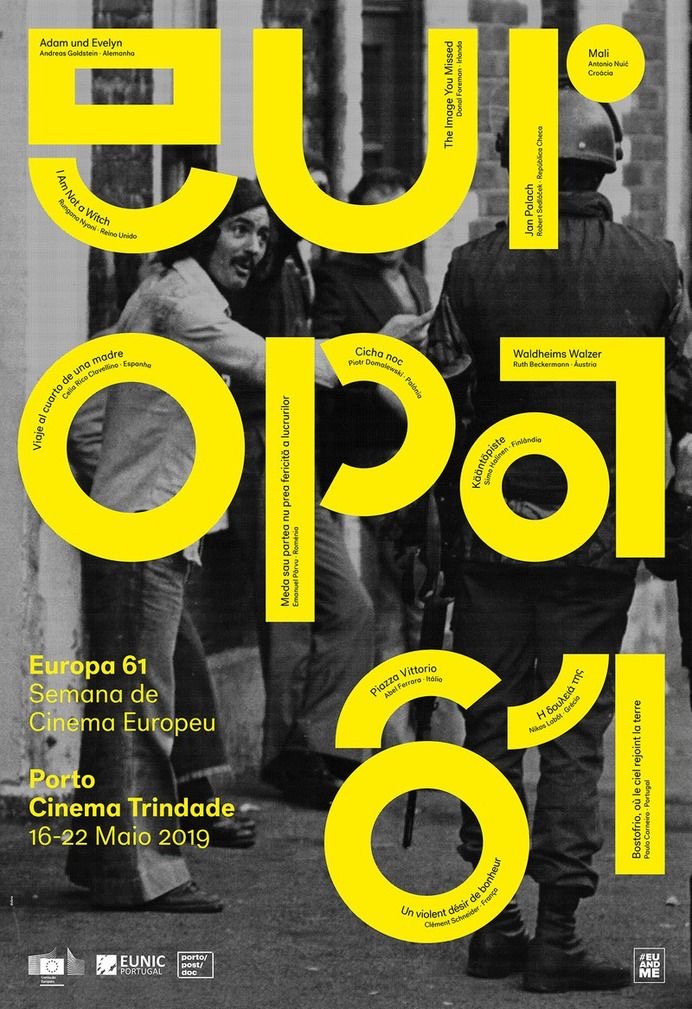 europa 61
Adam und Evelyn
Andreas Goldstein · Alemanha
I Am Not a Witch
Rungano Nyoni · Reino Unido
The Image You Missed
Donal Foreman · Irlanda
Jan Palach
Robert Sedláček · República Checa
Mali
Antonio Nuić
Croácia
Viaje al cuarto de una madre
Celia Rico Clavellino · Espanha
Meda sau partea nu prea fericită a lucrurilor
Emanuel Pârvu · Roménia
Cicha noc
Piotr Domalewski · Polónia
Waldheims Walzer
Ruth Beckermann · Áustria
Kääntöpiste
Simo Halinen · Finlândia
Piazza Vittorio
Abel Ferrara · Itália
Η δουλειά της
Nikos Labôt · Grécia
Bostofrio, où le ciel rejoint la terre
Paulo Carneiro · Portugal
Un violent désir de bonheur
Clément Schneider · França
Europa 61
Semana de
Cinema Europeu
Porto
Cinema Trindade
16-22 Maio 2019
Comissão
Europeia
EUNIC
PORTUGAL
porto/
post/
doc
#EU
AND
ME